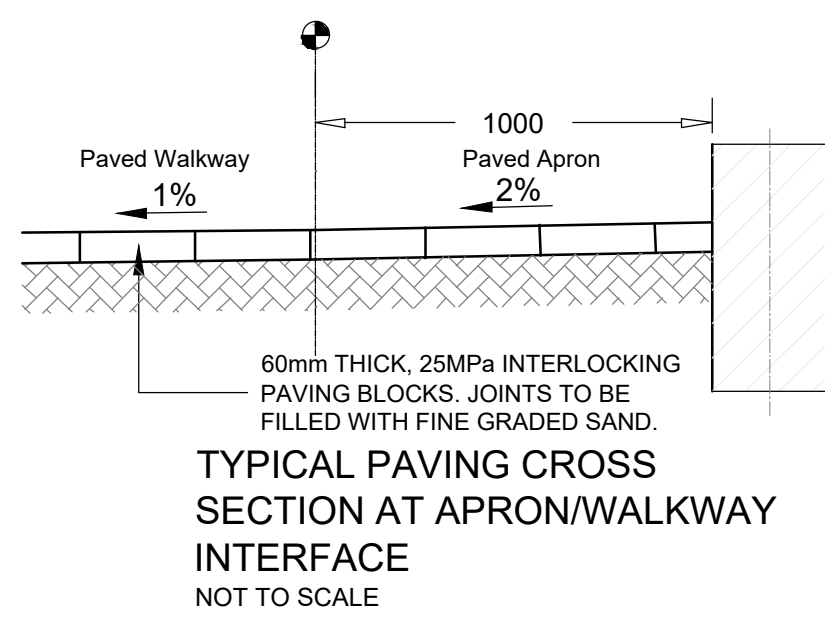 1000
Paved Walkway
Paved Apron
1%
2%
60mm THICK, 25MPa INTERLOCKING
PAVING BLOCKS. JOINTS TO BE
FILLED WITH FINE GRADED SAND.
TYPICAL PAVING CROSS
SECTION AT APRON/WALKWAY
INTERFACE
NOT TO SCALE